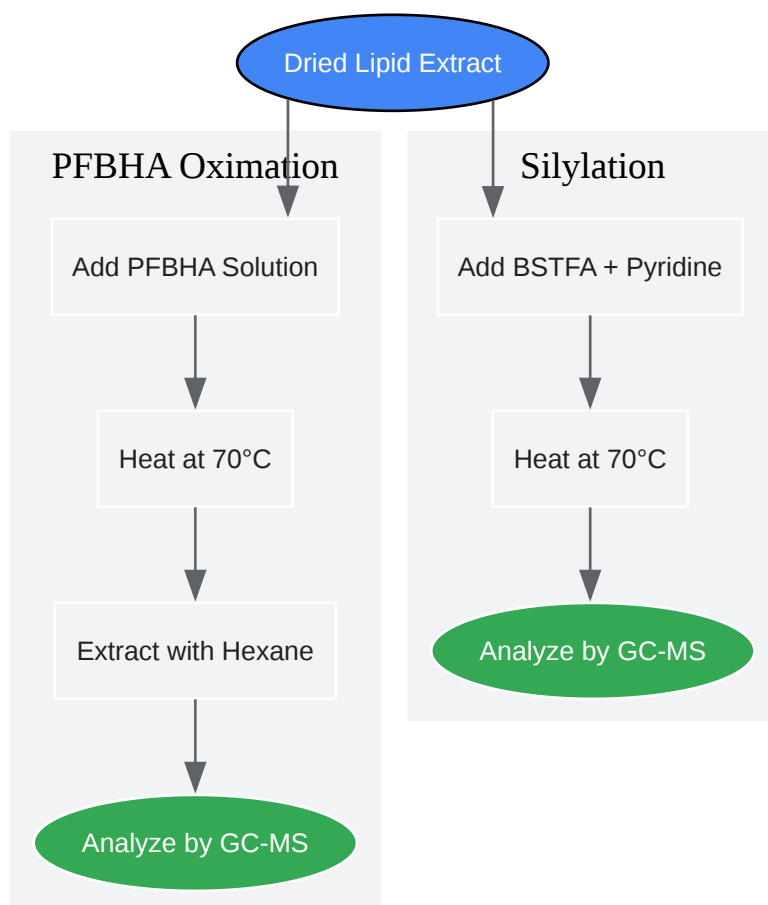 Dried Lipid Extract
PFBHA Oximation
Add PFBHA Solution
Heat at 70°C
Extract with Hexane
Analyze by GC-MS
Silylation
Add BSTFA + Pyridine
Heat at 70°C
Analyze by GC-MS